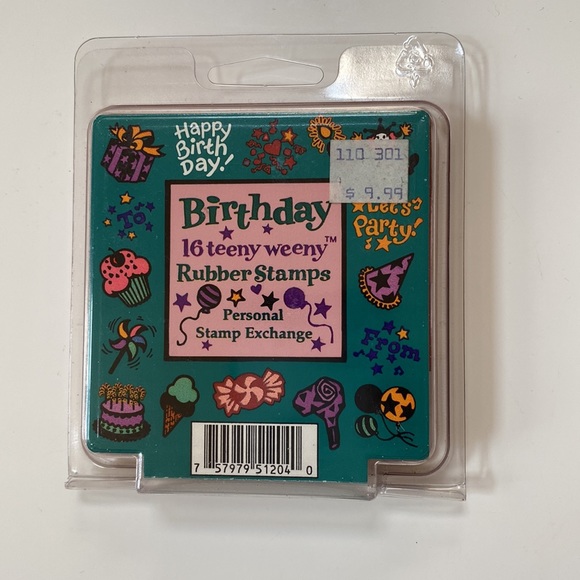 Happy
Birth
Day!
110 301
$ 9.99
To
Let's
Party!
Birthday
16 teeny weeny™
Rubber Stamps
Personal
Stamp Exchange
From
7 57979 51204 0